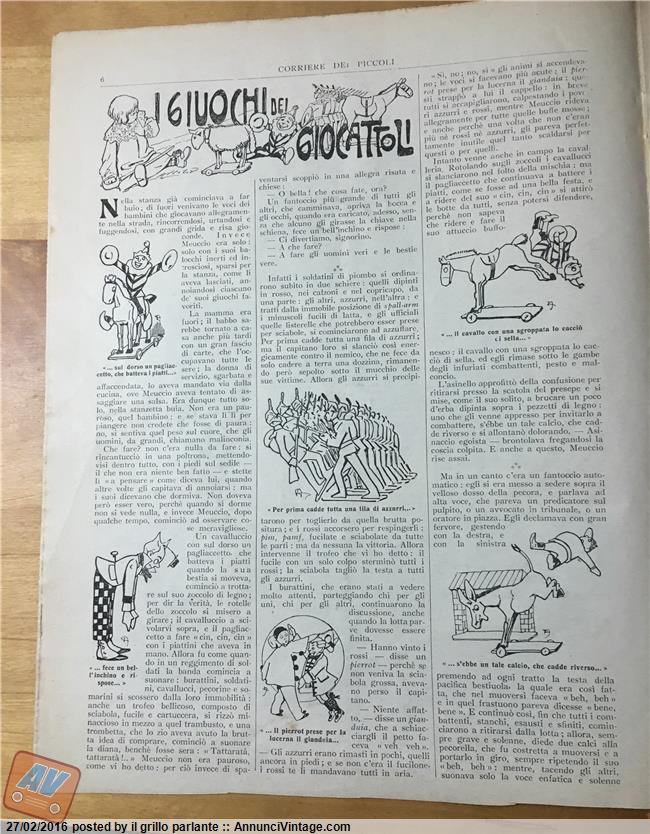 6
CORRIERE DEI PICCOLI
I GIUOCHI DEI
GIOCATTOLI
Nella stanza già cominciava a far
buio; di fuori venivano le voci dei
bambini che giocavano allegramen-
te nella strada, rincorrendosi, urtandosi e
fuggendosi, con grandi grida e risa gio-
conde. Invece
Meuccio era solo:
solo con i suoi ba-
locchi inerti ed in-
cresciosi, sparsi per
la stanza, come li
aveva lasciati, an-
noiandosi ciascuno
de' suoi giuochi fa-
voriti.
La mamma era
fuori; il babbo sa-
rebbe tornato a ca-
sa anche più tardi
con un gran fascio
di carte, che l'oc-
cupavano tutte le
sere; la donna di
servizio, sgarbata e
« ... sul dorso un pagliac-
cetto, che batteva i piatti... »
affaccendata, lo aveva mandato via dalla
cucina, ove Meuccio aveva tentato di as-
saggiare una salsa. Era dunque tutto so-
lo, nella stanzetta buia. Non era un pau-
roso, quel bambino: e se stava lì lì per
piangere non credete che fosse di paura:
no, si sentiva quel peso sul cuore, che gli
uomini, da grandi, chiamano malinconia.
Che fare? non c'era nulla da fare: si
rincantucciò in una poltrona, mettendo-
visi dentro tutto, con i piedi sul sedile —
il che non era niente ben fatto — e stette
lì « a pensare » come diceva lui, quando
altre volte gli capitava di annoiarsi: ma
i suoi dicevano che dormiva. Non doveva
però esser vero, perchè quando si dorme
non si vede nulla, e invece Meuccio, dopo
qualche tempo, cominciò ad osservare co-
se meravigliose.
Un cavalluccio
con sul dorso un
pagliaccetto che
batteva i piatti
quando la sua
bestia si moveva,
cominciò a trotta-
re sul suo zoccolo di legno;
per dir la verità, le rotelle
dello zoccolo si misero a
girare; il cavalluccio a sci-
volarvi sopra, e il pagliac-
cetto a fare « cin, cin, cin »
con i piattini che aveva in
mano. Allora fu come quan-
do in un reggimento di sol-
dati la banda comincia a
suonare: burattini, soldati-
ni, cavallucci, pecorine e so-
« ... fece un bel-
l'inchino e ri-
spose... »
marini si scossero dalla loro immobilità;
anche un trofeo bellicoso, composto di
sciabola, fucile e cartucciera, si rizzò mi-
naccioso in mezzo a quel trambusto, e una
trombetta, che lo zio aveva avuto la brut-
ta idea di comprare, cominciò a suonare
la diana, benchè fosse sera: « Tattaratà,
tattaratà!.. » Meuccio non era pauroso,
come vi ho detto: per ciò invece di spa-
ventarsi scoppiò in una allegra risata e
chiese:
— O bella! che cosa fate, ora?
Un fantoccio più grande di tutti gli
altri, che camminava, apriva la bocca e
gli occhi, quando era caricato, adesso, sen-
za che alcuno gli girasse la chiave nella
schiena, fece un bell'inchino e rispose:
— Ci divertiamo, signorino.
— A che fare?
— A fare gli uomini veri e le bestie
vere.
Infatti i soldatini di piombo si ordina-
rono subito in due schiere: quelli dipinti
in rosso, nei calzoni e nel copricapo, da
una parte: gli altri, azzurri, nell'altra; e
tratti dalla immobile posizione di spall-arm
i minuscoli fucili di latta, e gli ufficiali
quelle listerelle che potrebbero esser prese
per sciabole, si cominciarono ad azzuffare.
Per prima cadde tutta una fila di azzurri;
ma il capitano loro si slanciò così ener-
gicamente contro il nemico, che ne fece da
solo cadere a terra una dozzina, rimanen-
do però sepolto sotto il mucchio delle
sue vittime. Allora gli azzurri si precipi-
« Per prima cadde tutta una fila di azzurri... »
tarono per toglierlo da quella brutta po-
situra; e i rossi accorsero per respingerli:
pim, pamf, fucilate e sciabolate da tutte
le parti: ma da nessuna la vittoria. Allora
intervenne il trofeo che vi ho detto: il
fucile con un solo colpo sterminò tutti i
rossi; la sciabola tagliò la testa a tutti
gli azzurri.
I burattini, che erano stati a vedere
molto attenti, parteggiando chi per gli
uni, chi per gli altri, continuarono la
discussione, anche
quando la lotta par-
ve dovesse essere
finita.
— Hanno vinto i
rossi — disse un
pierrot — perchè se
non veniva la scia-
bola grossa, aveva-
no perso il capi-
tano.
— Niente affat-
to, — disse un gian-
duia, che a schiac-
ciargli il petto fa-
ceva « veh veh ».
« ... Il pierrot prese per la
lucerna il giandula...
— Gli azzurri erano rimasti in pochi, quelli
ancora in piedi; e se non c'era il fucilone,
i rossi te li mandavano tutti in aria.
« Sì, no; no, sì » gli animi si accendeva-
no; le voci si facevano più acute; il pier-
rot prese per la lucerna il gianduia; que-
sti strappò a lui il cappello: in breve
tutti si accapigliarono, calpestando i pove-
ri azzurri e rossi, mentre Meuccio rideva
allegramente per tutte quelle buffe mosse;
e anche perchè una volta che non c'eran
più nè rossi nè azzurri, gli pareva perfet-
tamente inutile quel tanto scaldarsi per
questi o per quelli.
Intanto venne anche in campo la caval-
leria. Rotolando sugli zoccoli i cavallucci
si slanciarono nel folto della mischia: ma
il pagliaccetto che continuava a battere i
piatti, come se fosse ad una bella festa, e
a ridere del suo « cin, cin, cin » si attirò
le botte da tutti, senza potersi difendere,
perchè non sapeva
che ridere e fare il
suo attuccio buffo-
« ... il cavallo con una sgroppata lo cacciò
di sella... »
nesco: il cavallo con una sgroppata lo cac-
ciò di sella, ed egli rimase sotto le gambe
degli infuriati combattenti, pesto e mal-
concio.
L'asinello approfittò della confusione per
ritirarsi presso la scatola del presepe e si
mise, come il suo solito, a brucare un poco
d'erba dipinta sopra i pezzetti di legno:
uno che gli venne appresso per invitarlo a
combattere, s'ebbe un tale calcio, che cad-
de riverso e si allontanò dolorando. — Asi-
naccio egoista — brontolava fregandosi la
coscia colpita. E anche a questo, Meuccio
rise assai.
Ma in un canto c'era un fantoccio auto-
matico: egli si era messo a sedere sopra il
velloso dosso della pecora, e parlava ad
alta voce, che pareva un predicatore sul
pulpito, o un avvocato in tribunale, o un
oratore in piazza. Egli declamava con gran
fervore, gestendo
con la destra, e
con la sinistra
« ... s'ebbe un tale calcio, che cadde riverso... »
premendo ad ogni tratto la testa della
pacifica bestiuola: la quale era così fat-
ta, che nel muoversi faceva « beh, beh »
e in quel frastuono pareva dicesse « bene,
bene ». E continuò così, fin che tutti i com-
battenti, stanchi, esausti e sfiniti, comin-
ciarono a ritirarsi dalla lotta; allora, sem-
pre grave e solenne, diede due calci alla
pecorella, che fu costretta a muoversi e a
portarlo in giro, sempre ripetendo il suo
« beh, beh »: mentre, tacendo gli altri,
suonava solo la voce enfatica e solenne
AV
27/02/2016 posted by il grillo parlante :: AnnunciVintage.com